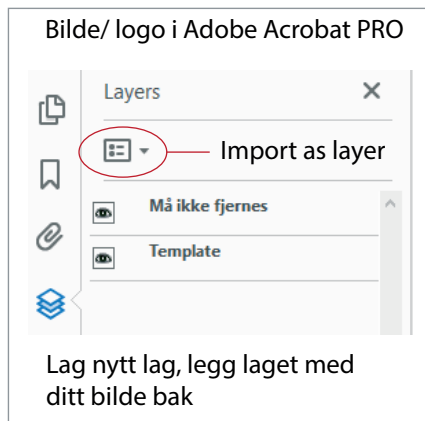 Bilde/ logo i Adobe Acrobat PRO
Layers
Import as layer
Må ikke fjernes
Template
Lag nytt lag, legg laget med
ditt bilde bak